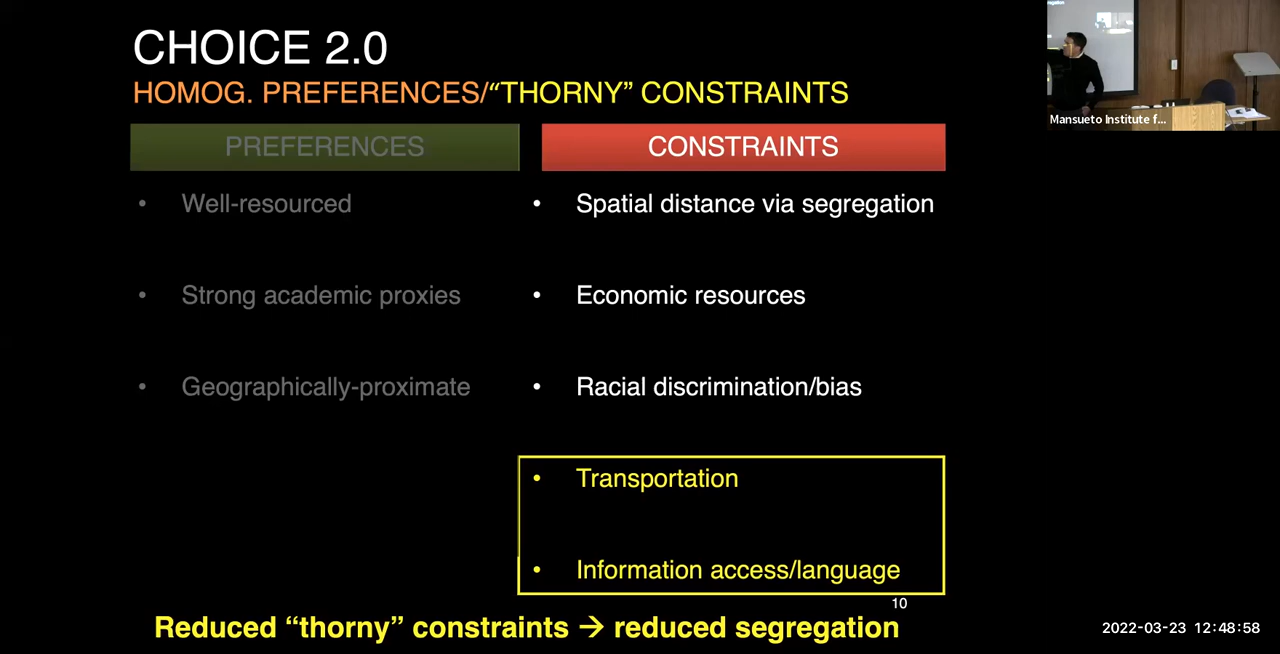 CHOICE 2.0
HOMOG. PREFERENCES/“THORNY” CONSTRAINTS
PREFERENCES
• Well-resourced
• Strong academic proxies
• Geographically-proximate
CONSTRAINTS
• Spatial distance via segregation
• Economic resources
• Racial discrimination/bias
• Transportation
• Information access/language
10
Reduced “thorny” constraints → reduced segregation
Mansueto Institute f...
2022-03-23 12:48:58